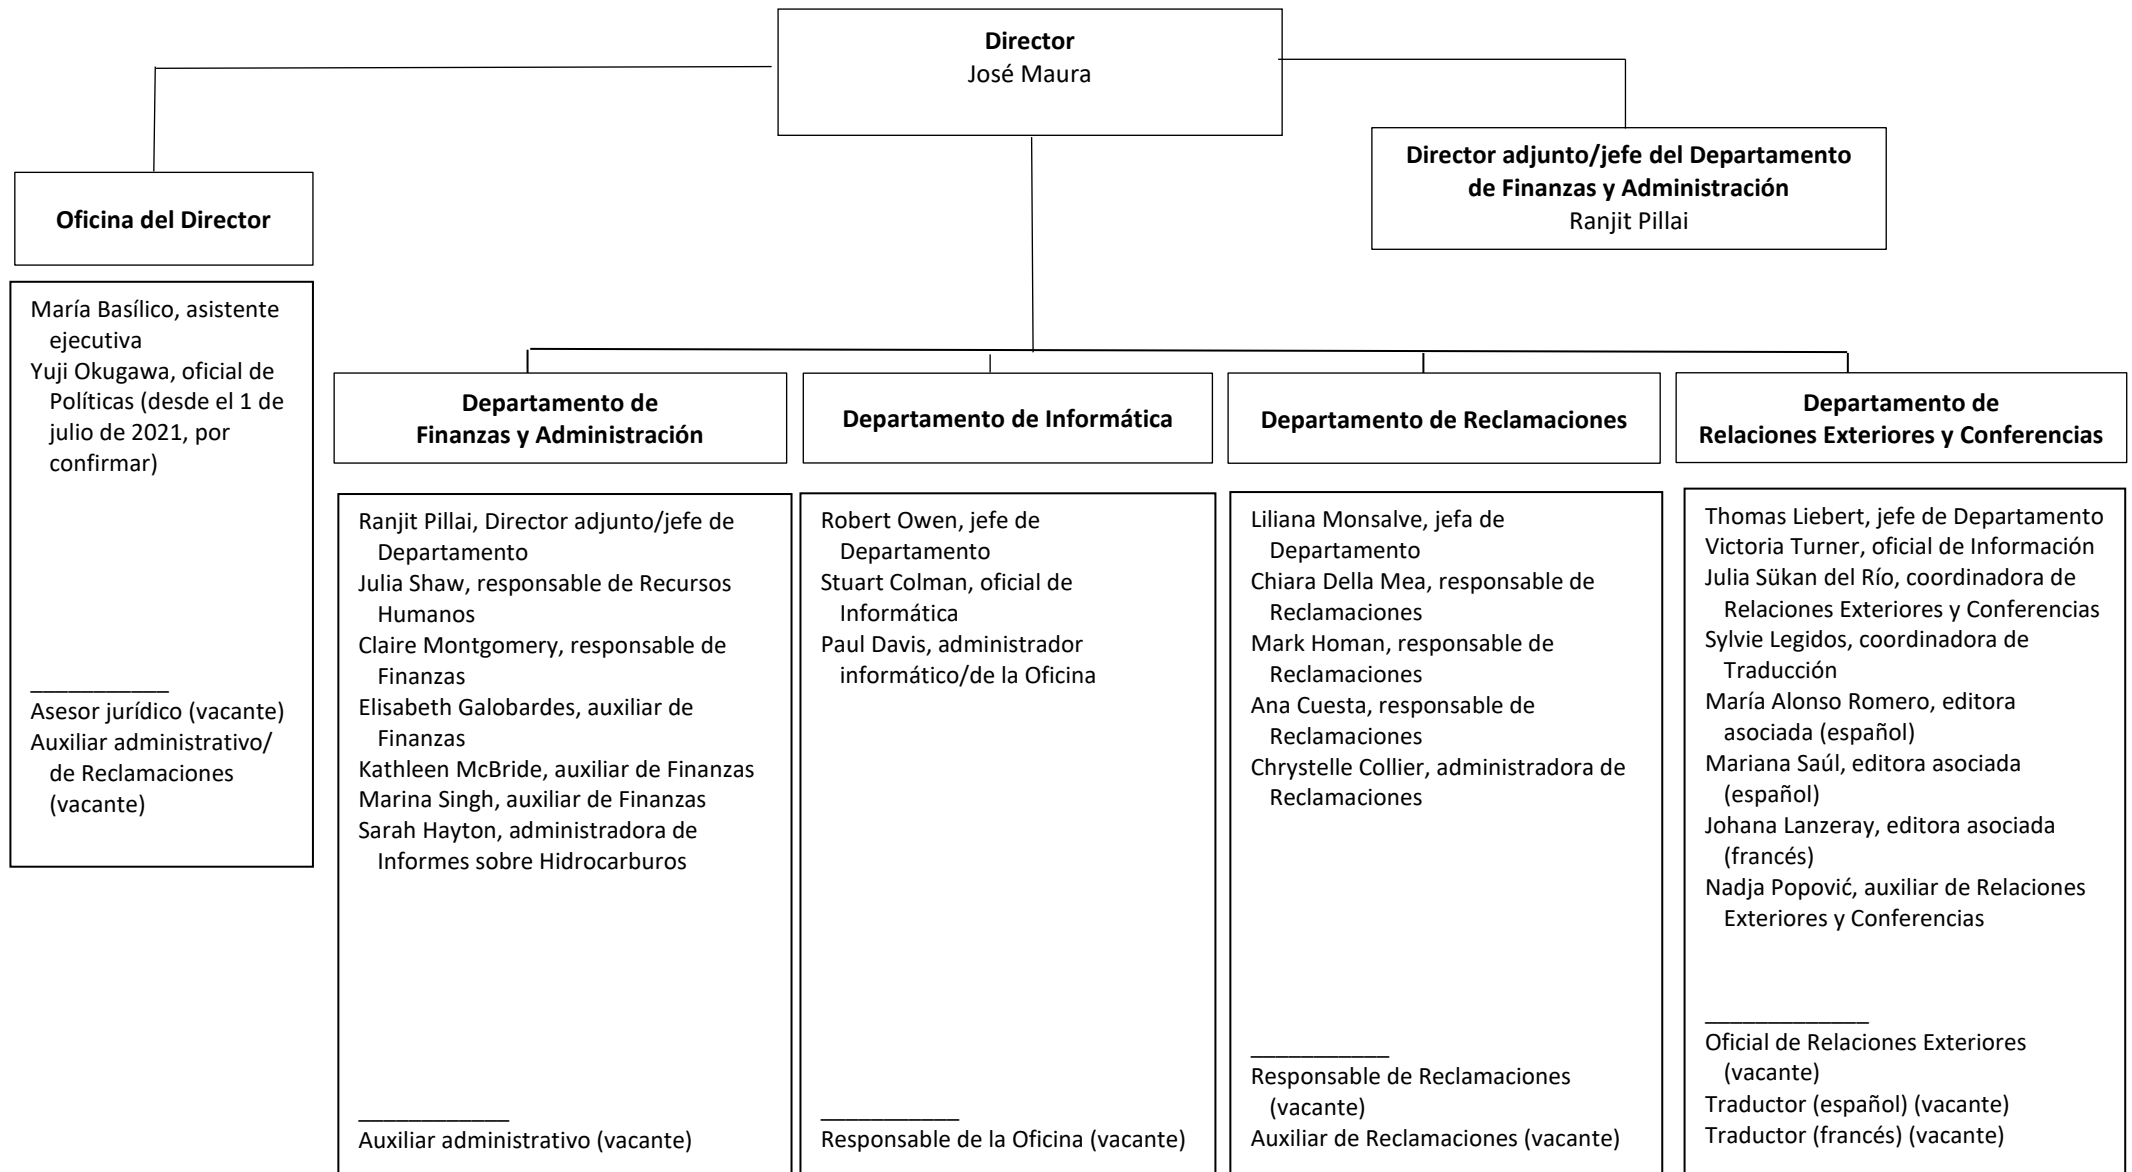 Director
José Maura
Director adjunto/jefe del Departamento
de Finanzas y Administración
Ranjit Pillai
Oficina del Director
María Basílico, asistente
ejecutiva
Yuji Okugawa, oficial de
Políticas (desde el 1 de
julio de 2021, por
confirmar)
___________
Asesor jurídico (vacante)
Auxiliar administrativo/
de Reclamaciones
(vacante)
Departamento de
Finanzas y Administración
Ranjit Pillai, Director adjunto/jefe de
Departamento
Julia Shaw, responsable de Recursos
Humanos
Claire Montgomery, responsable de
Finanzas
Elisabeth Galobardes, auxiliar de
Finanzas
Kathleen McBride, auxiliar de Finanzas
Marina Singh, auxiliar de Finanzas
Sarah Hayton, administradora de
Informes sobre Hidrocarburos
____________
Auxiliar administrativo (vacante)
Departamento de Informática
Robert Owen, jefe de
Departamento
Stuart Colman, oficial de
Informática
Paul Davis, administrador
informático/de la Oficina
___________
Responsable de la Oficina (vacante)
Departamento de Reclamaciones
Liliana Monsalve, jefa de
Departamento
Chiara Della Mea, responsable de
Reclamaciones
Mark Homan, responsable de
Reclamaciones
Ana Cuesta, responsable de
Reclamaciones
Chrystelle Collier, administradora de
Reclamaciones
___________
Responsable de Reclamaciones
(vacante)
Auxiliar de Reclamaciones (vacante)
Departamento de
Relaciones Exteriores y Conferencias
Thomas Liebert, jefe de Departamento
Victoria Turner, oficial de Información
Julia Sükan del Río, coordinadora de
Relaciones Exteriores y Conferencias
Sylvie Legidos, coordinadora de
Traducción
María Alonso Romero, editora
asociada (español)
Mariana Saúl, editora asociada
(español)
Johana Lanzeray, editora asociada
(francés)
Nadja Popović, auxiliar de Relaciones
Exteriores y Conferencias
_____________
Oficial de Relaciones Exteriores
(vacante)
Traductor (español) (vacante)
Traductor (francés) (vacante)